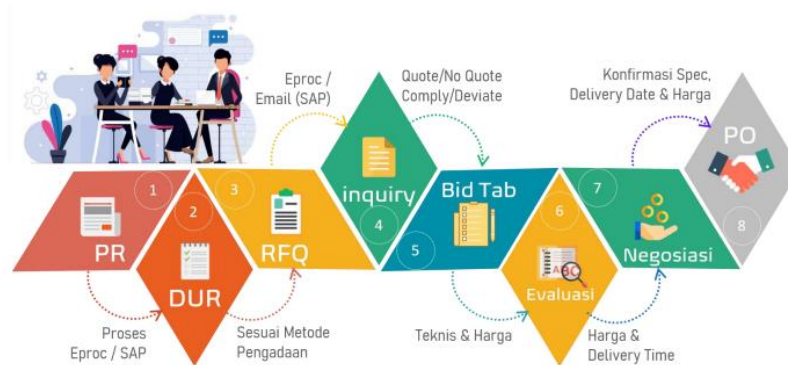 1
PR
Proses
Eproc / SAP
2
DUR
Sesuai Metode
Pengadaan
3
RFQ
Eproc /
Email (SAP)
inquiry
4
Quote/No Quote
Comply/Deviate
Bid Tab
5
Teknis & Harga
6
Evaluasi
Harga &
Delivery Time
7
Negosiasi
Konfirmasi Spec,
Delivery Date & Harga
PO
8